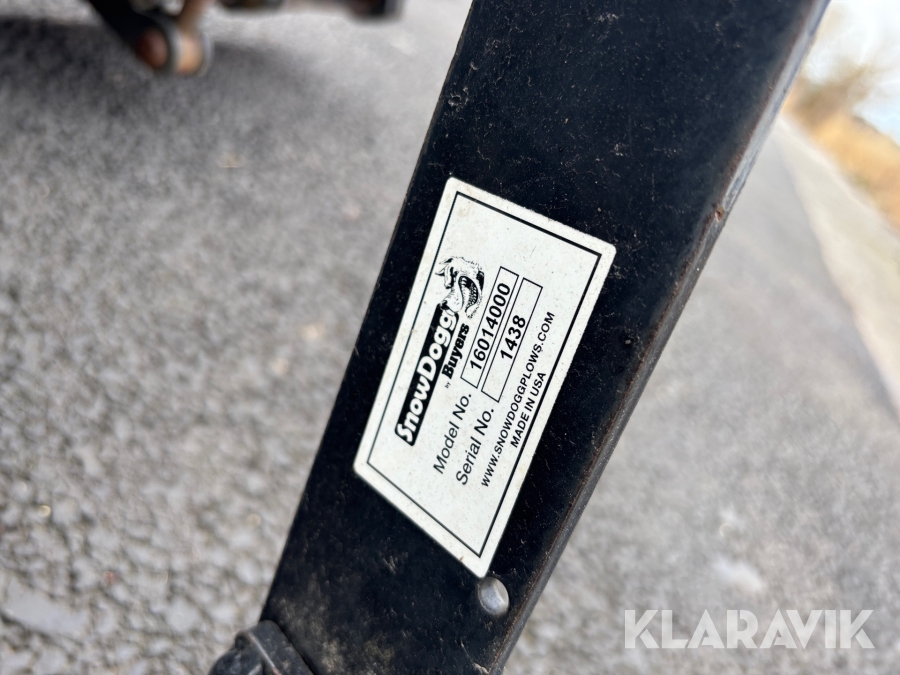 SnowDogg
by Buyers
Model No. 16014000
Serial No. 1438
WWW.SNOWDOGGPLOWS.COM
MADE IN USA
KLARAVIK